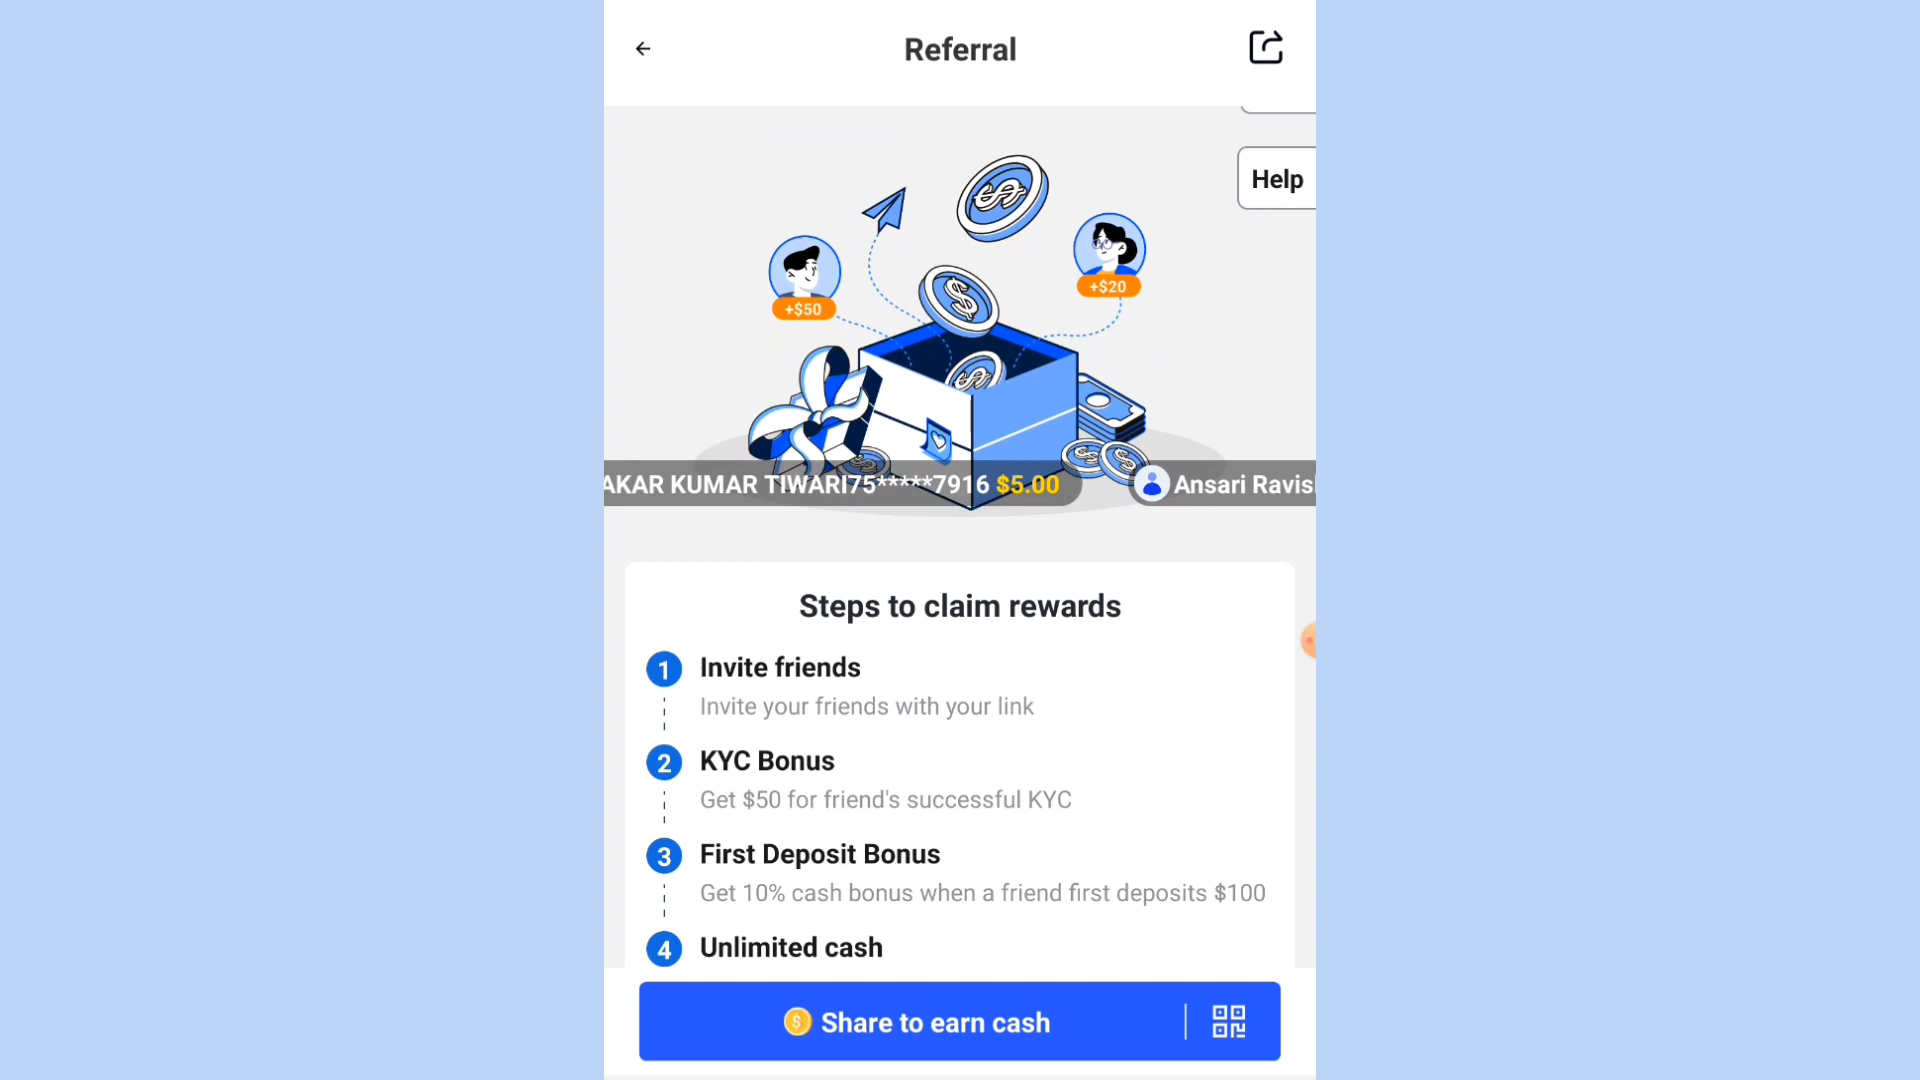 Referral
Help
+$50
+$20
AKAR KUMAR TIWARI75*****7916 $5.00
Ansari Ravis
Steps to claim rewards
1 Invite friends
Invite your friends with your link
2 KYC Bonus
Get $50 for friend's successful KYC
3 First Deposit Bonus
Get 10% cash bonus when a friend first deposits $100
4 Unlimited cash
Share to earn cash